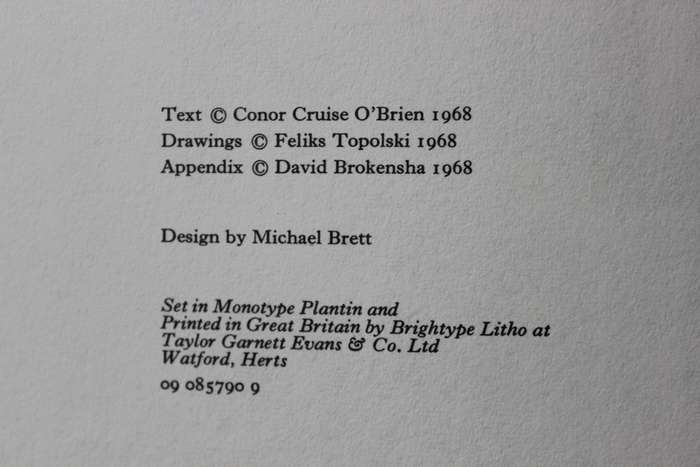 Text © Conor Cruise O'Brien 1968
Drawings © Feliks Topolski 1968
Appendix © David Brokensha 1968
Design by Michael Brett
Set in Monotype Plantin and
Printed in Great Britain by Brightype Litho at
Taylor Garnett Evans & Co. Ltd
Watford, Herts
09 085790 9